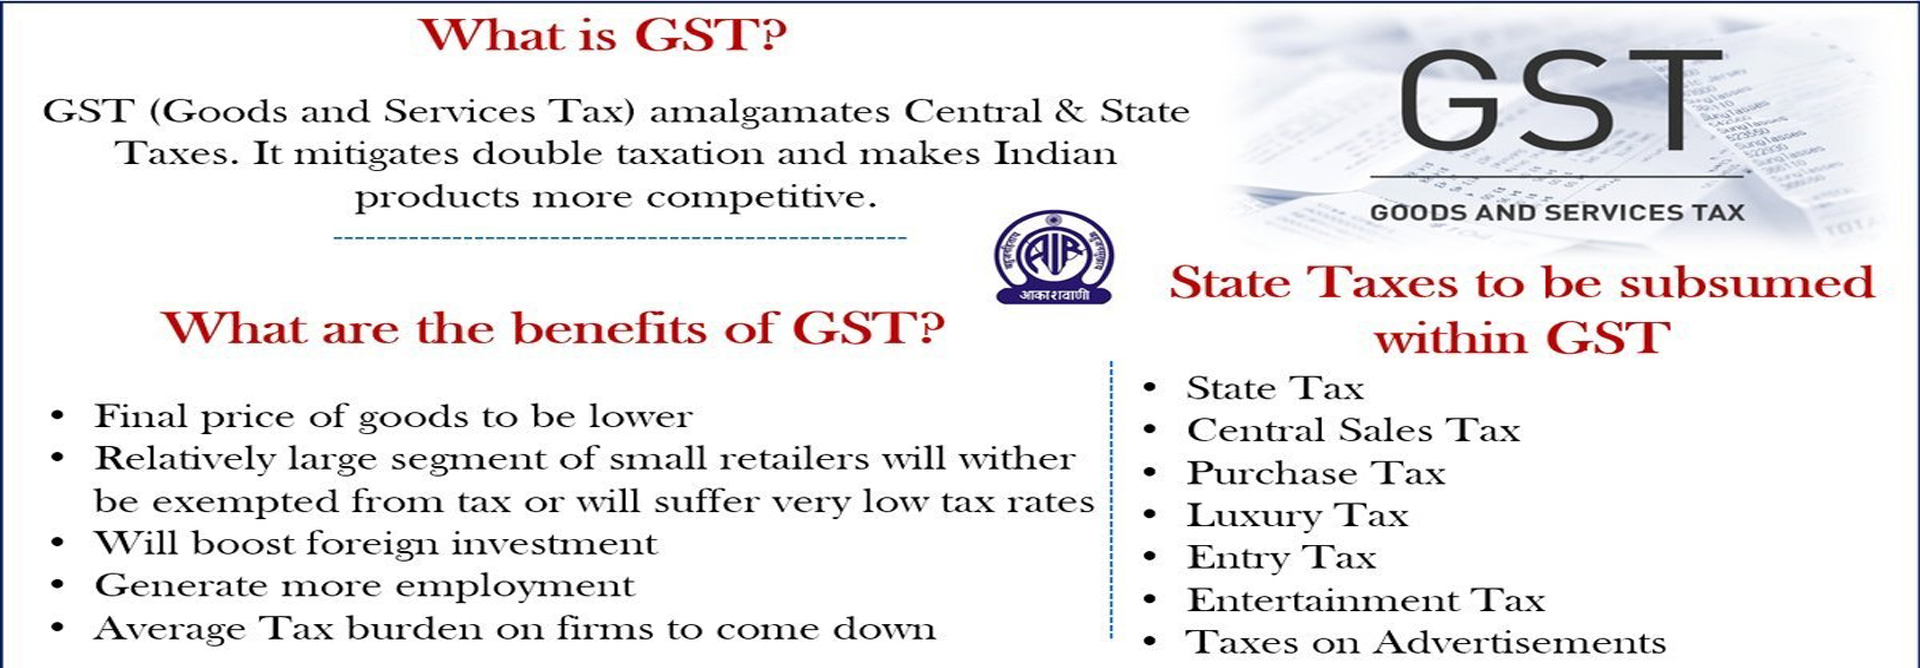 What is GST?
GST (Goods and Services Tax) amalgamates Central & State
Taxes. It mitigates double taxation and makes Indian
products more competitive.
GST
GOODS AND SERVICES TAX
AIR
आकाशवाणी
What are the benefits of GST?
• Final price of goods to be lower
• Relatively large segment of small retailers will wither
be exempted from tax or will suffer very low tax rates
• Will boost foreign investment
• Generate more employment
• Average Tax burden on firms to come down
State Taxes to be subsumed
within GST
• State Tax
• Central Sales Tax
• Purchase Tax
• Luxury Tax
• Entry Tax
• Entertainment Tax
• Taxes on Advertisements